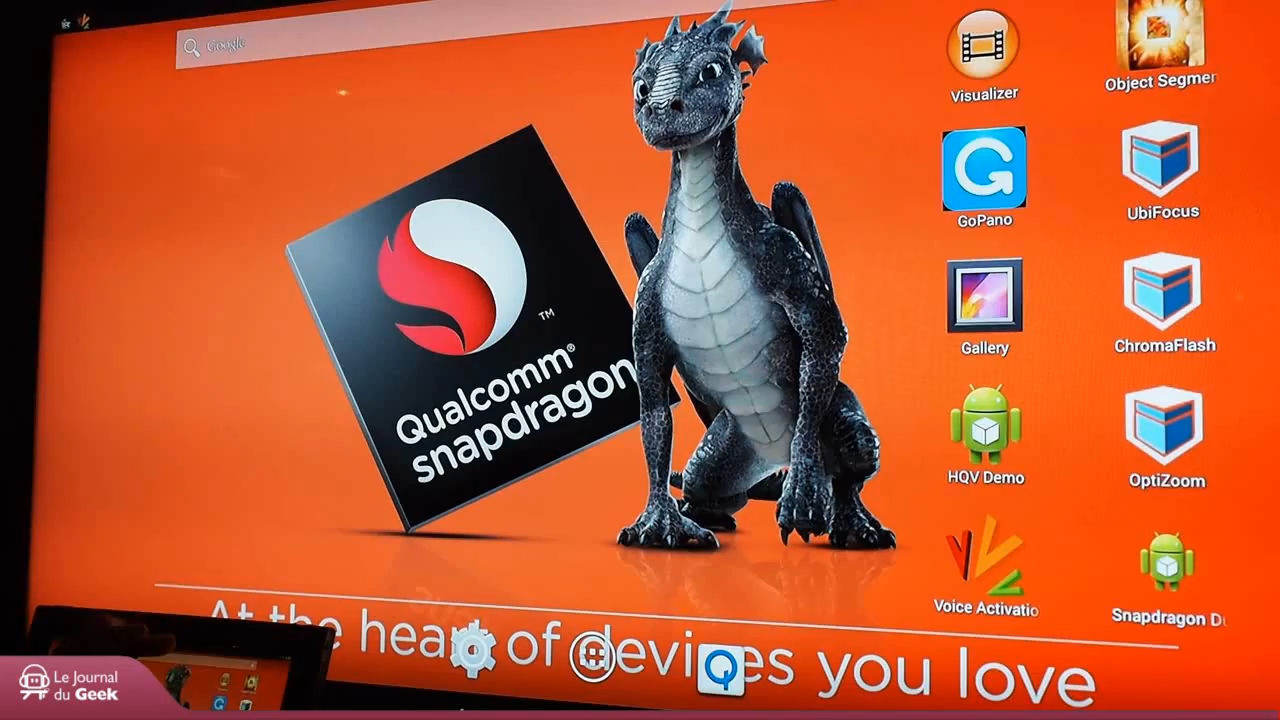 Google
Visualizer
Object Segmen
GoPano
UbiFocus
Gallery
ChromaFlash
HQV Demo
OptiZoom
Voice Activatio
Snapdragon D
TM
Qualcomm®
snapdragon
At the heart of devices you love
Le Journal
du Geek